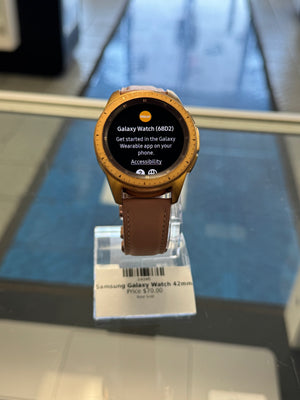 Galaxy Watch (68D2)
Get started in the Galaxy
Wearable app on your
phone.
Accessibility
Samsung Galaxy Watch 42mm
Price $70.00